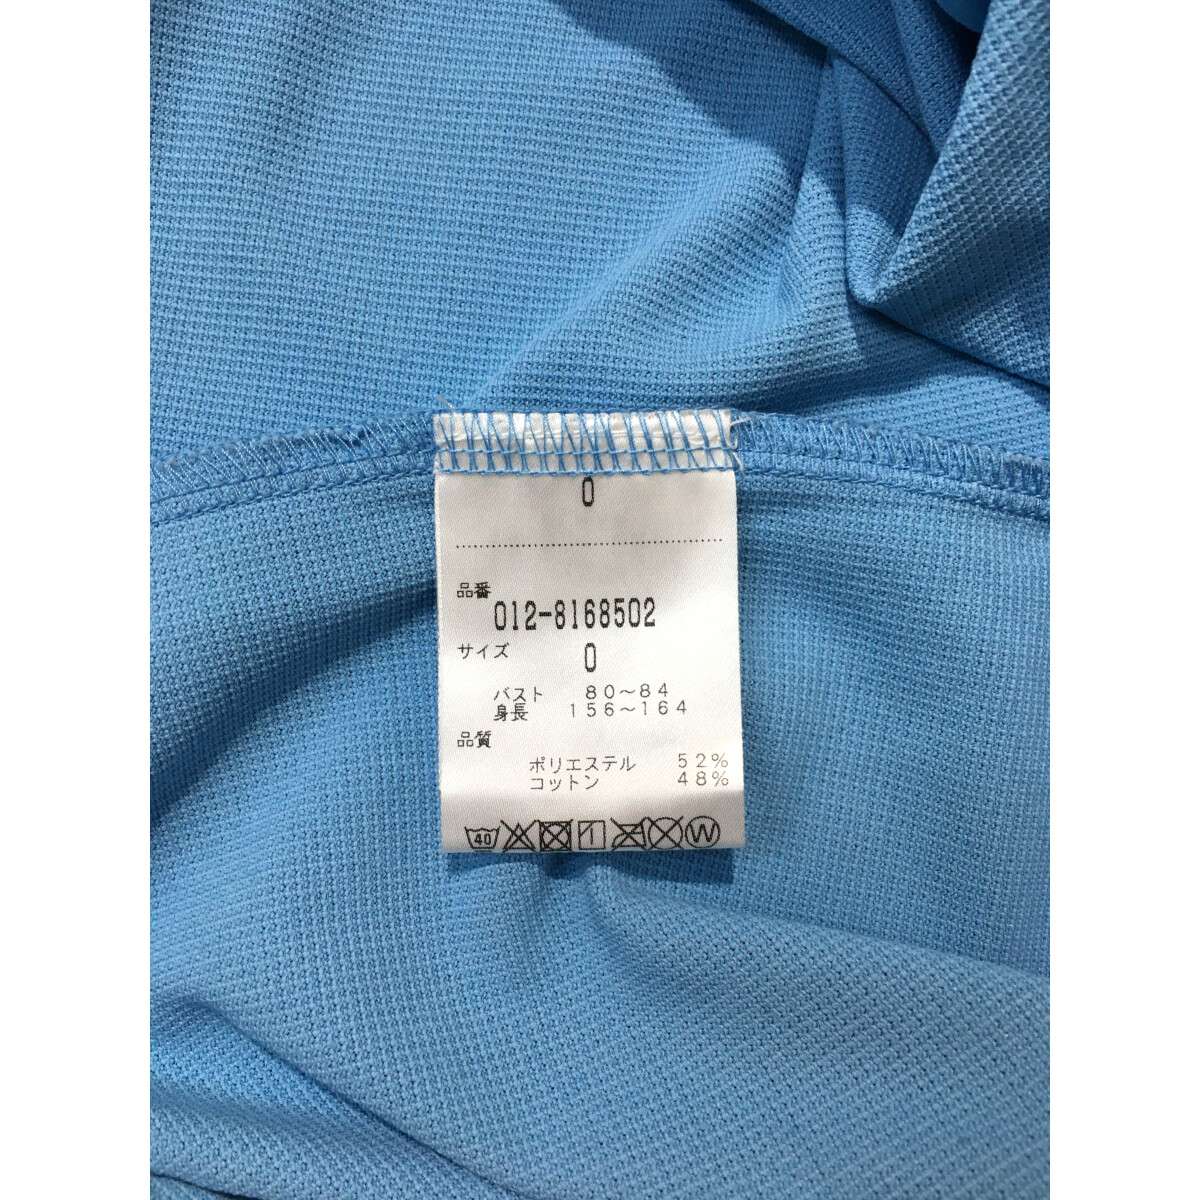 0
品番
012-8168502
サイズ 0
バスト 80～84
身長 156～164
品質
ポリエステル 52%
コットン 48%
40 W